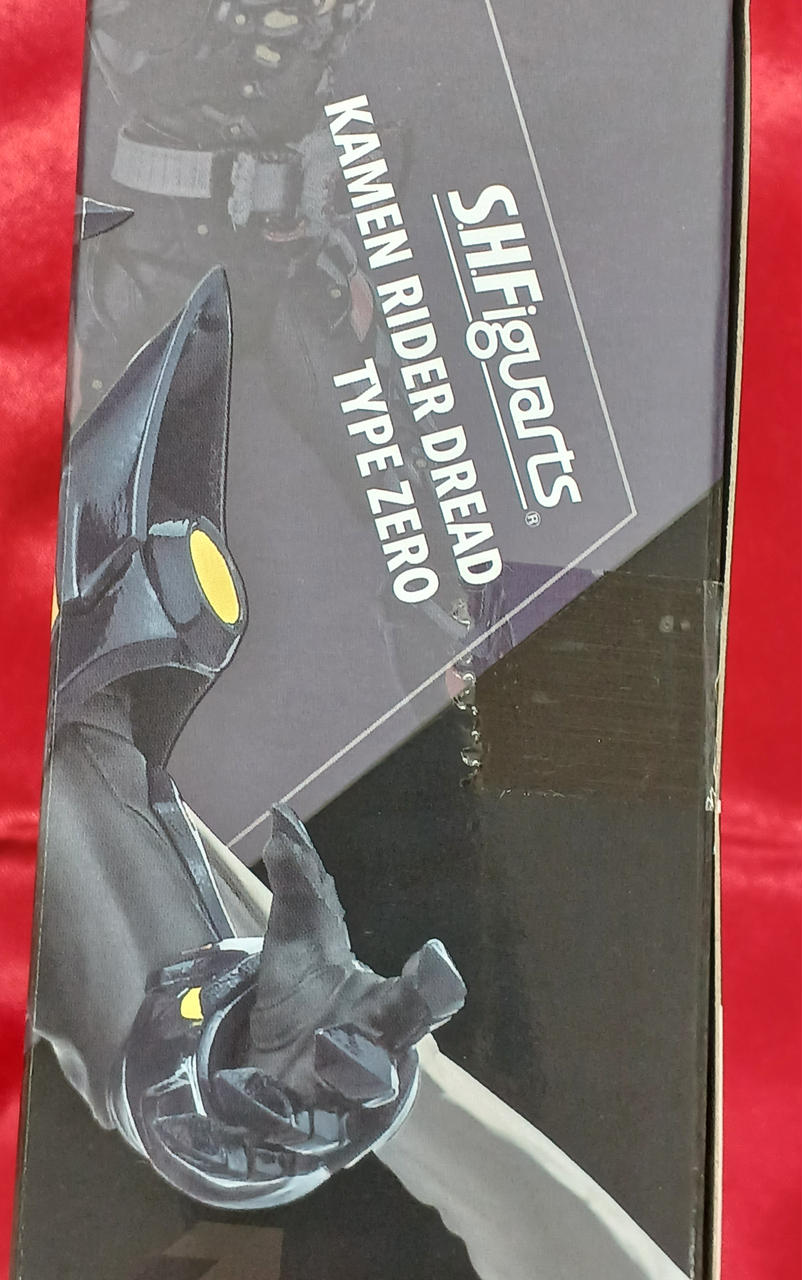 S.H.Figuarts®
KAMEN RIDER DREAD
TYPE ZERO